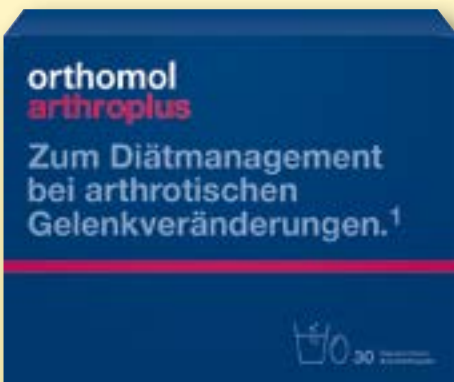 orthomol
arthroplus
Zum Diätmanagement
bei arthrotischen
Gelenkveränderungen.¹
30